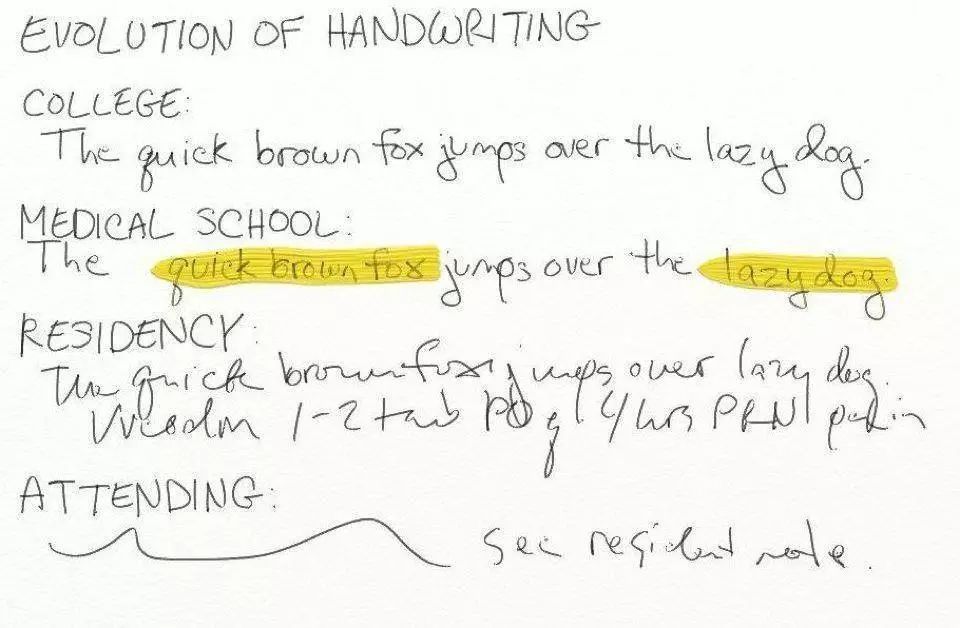 EVOLUTION OF HANDWRITING
COLLEGE:
The quick brown fox jumps over the lazy dog.
MEDICAL SCHOOL:
The quick brown fox jumps over the lazy dog.
RESIDENCY:
The quick brown fox jumps over lazy dog.
Vicodin 1-2 tab PO q 4hrs PRN pain
ATTENDING:
see resident note.